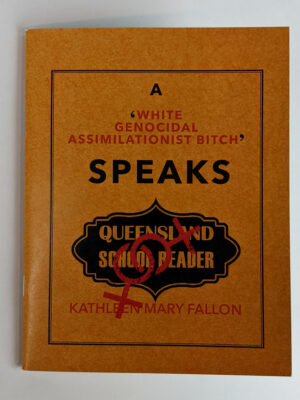 A
‘WHITE
GENOCIDAL
ASSIMILATIONIST BITCH’
SPEAKS
QUEENSLAND
SCHOOL READER
KATHLEEN MARY FALLON